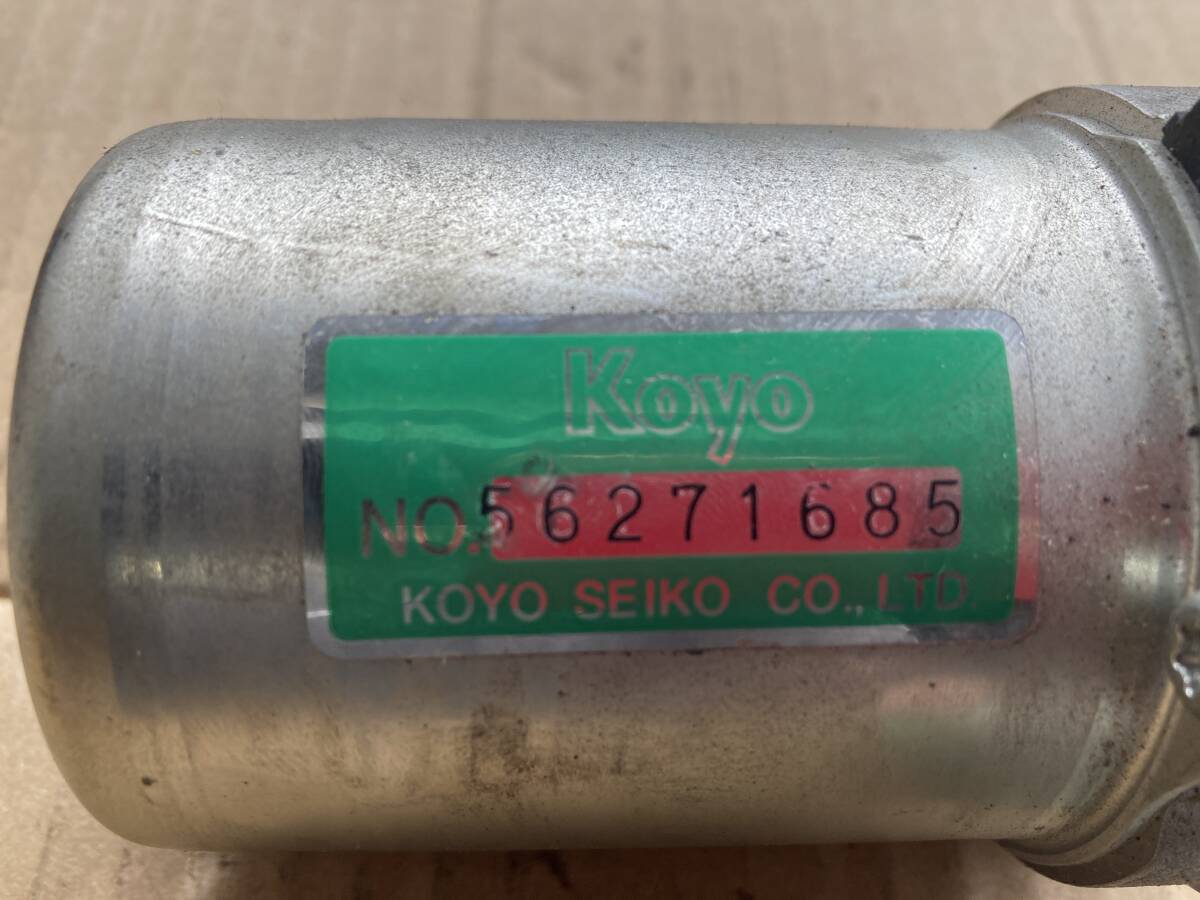 Koyo
NO. 56271685
KOYO SEIKO CO., LTD.